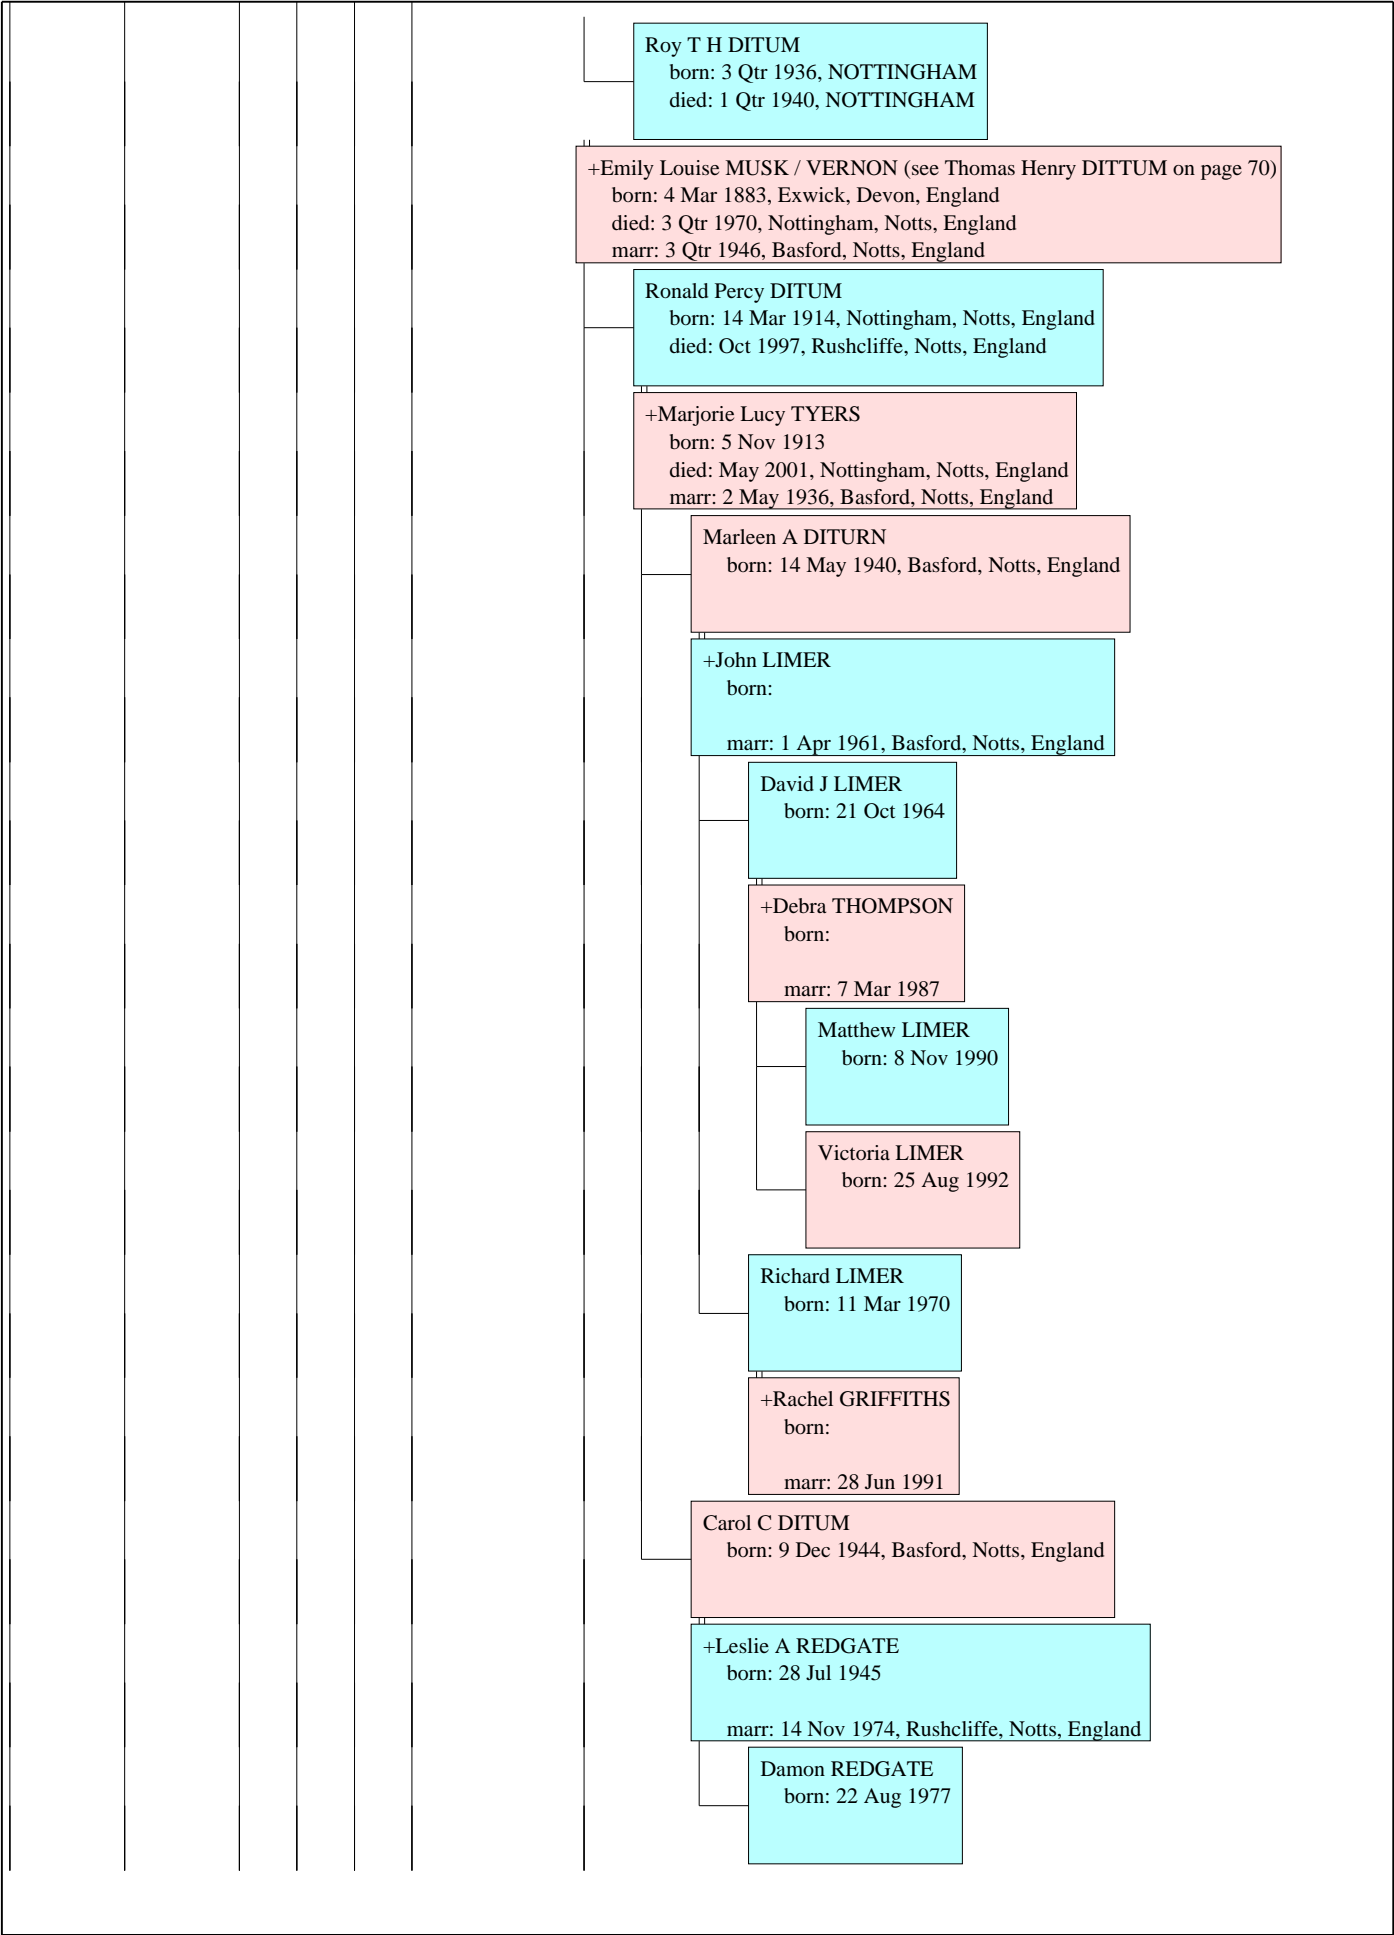 Roy T H DITUM
born: 3 Qtr 1936, NOTTINGHAM
died: 1 Qtr 1940, NOTTINGHAM
+Emily Louise MUSK / VERNON (see Thomas Henry DITTUM on page 70)
born: 4 Mar 1883, Exwick, Devon, England
died: 3 Qtr 1970, Nottingham, Notts, England
marr: 3 Qtr 1946, Basford, Notts, England
Ronald Percy DITUM
born: 14 Mar 1914, Nottingham, Notts, England
died: Oct 1997, Rushcliffe, Notts, England
+Marjorie Lucy TYERS
born: 5 Nov 1913
died: May 2001, Nottingham, Notts, England
marr: 2 May 1936, Basford, Notts, England
Marleen A DITURN
born: 14 May 1940, Basford, Notts, England
+John LIMER
born:
marr: 1 Apr 1961, Basford, Notts, England
David J LIMER
born: 21 Oct 1964
+Debra THOMPSON
born:
marr: 7 Mar 1987
Matthew LIMER
born: 8 Nov 1990
Victoria LIMER
born: 25 Aug 1992
Richard LIMER
born: 11 Mar 1970
+Rachel GRIFFITHS
born:
marr: 28 Jun 1991
Carol C DITUM
born: 9 Dec 1944, Basford, Notts, England
+Leslie A REDGATE
born: 28 Jul 1945
marr: 14 Nov 1974, Rushcliffe, Notts, England
Damon REDGATE
born: 22 Aug 1977